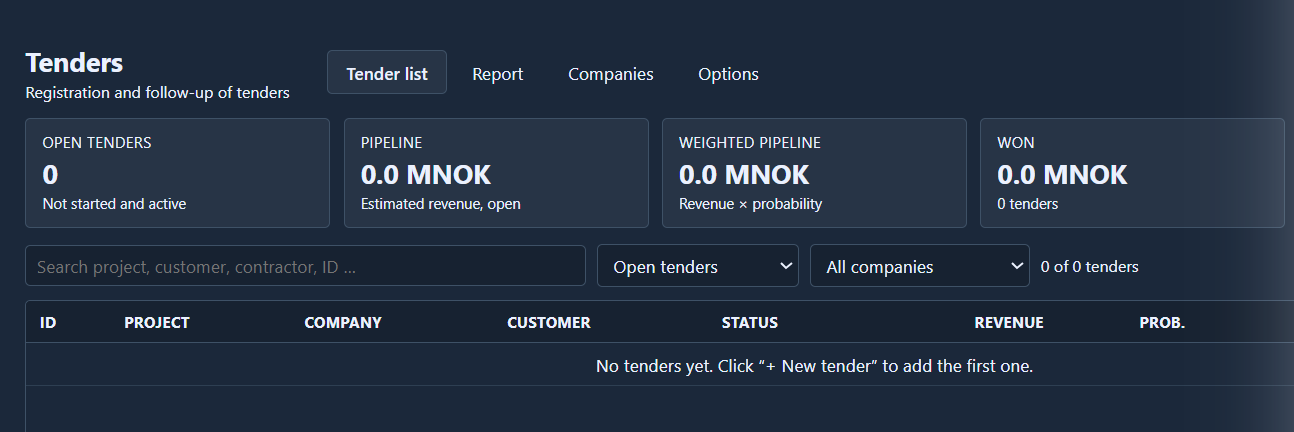 Tenders
Registration and follow-up of tenders
Tender list Report Companies Options
OPEN TENDERS
0
Not started and active
PIPELINE
0.0 MNOK
Estimated revenue, open
WEIGHTED PIPELINE
0.0 MNOK
Revenue × probability
WON
0.0 MNOK
0 tenders
Search project, customer, contractor, ID ...
Open tenders All companies 0 of 0 tenders
ID PROJECT COMPANY CUSTOMER STATUS REVENUE PROB.
No tenders yet. Click “+ New tender” to add the first one.